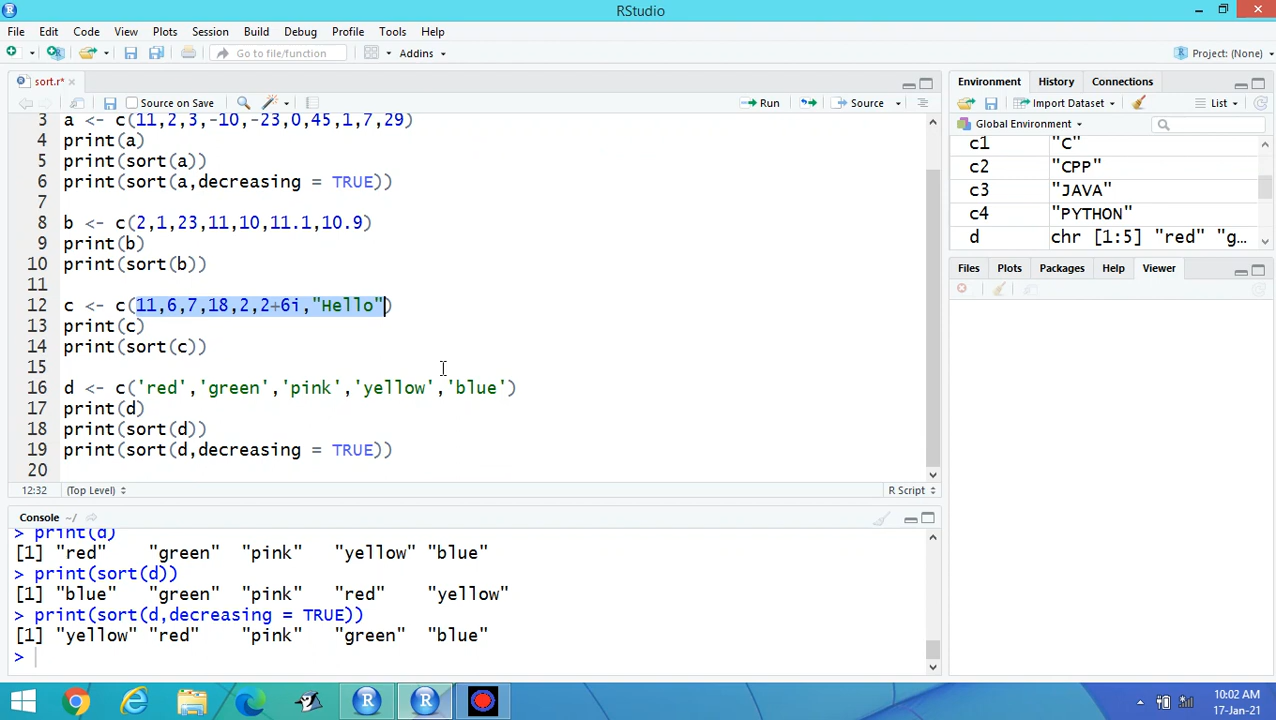 RStudio
File Edit Code View Plots Session Build Debug Profile Tools Help
Go to file/function Addins Project: (None)
sort.r*
Source on Save Run Source
3 a <- c(11,2,3,-10,-23,0,45,1,7,29)
4 print(a)
5 print(sort(a))
6 print(sort(a,decreasing = TRUE))
7
8 b <- c(2,1,23,11,10,11.1,10.9)
9 print(b)
10 print(sort(b))
11
12 c <- c(11,6,7,18,2,2+6i,"Hello")
13 print(c)
14 print(sort(c))
15
16 d <- c('red','green','pink','yellow','blue')
17 print(d)
18 print(sort(d))
19 print(sort(d,decreasing = TRUE))
20
12:32 (Top Level) R Script
Console ~/
> print(d)
[1] "red" "green" "pink" "yellow" "blue"
> print(sort(d))
[1] "blue" "green" "pink" "red" "yellow"
> print(sort(d,decreasing = TRUE))
[1] "yellow" "red" "pink" "green" "blue"
>
Environment History Connections
Import Dataset List
Global Environment
c1 "C"
c2 "CPP"
c3 "JAVA"
c4 "PYTHON"
d chr [1:5] "red" "g…
Files Plots Packages Help Viewer
10:02 AM
17-Jan-21